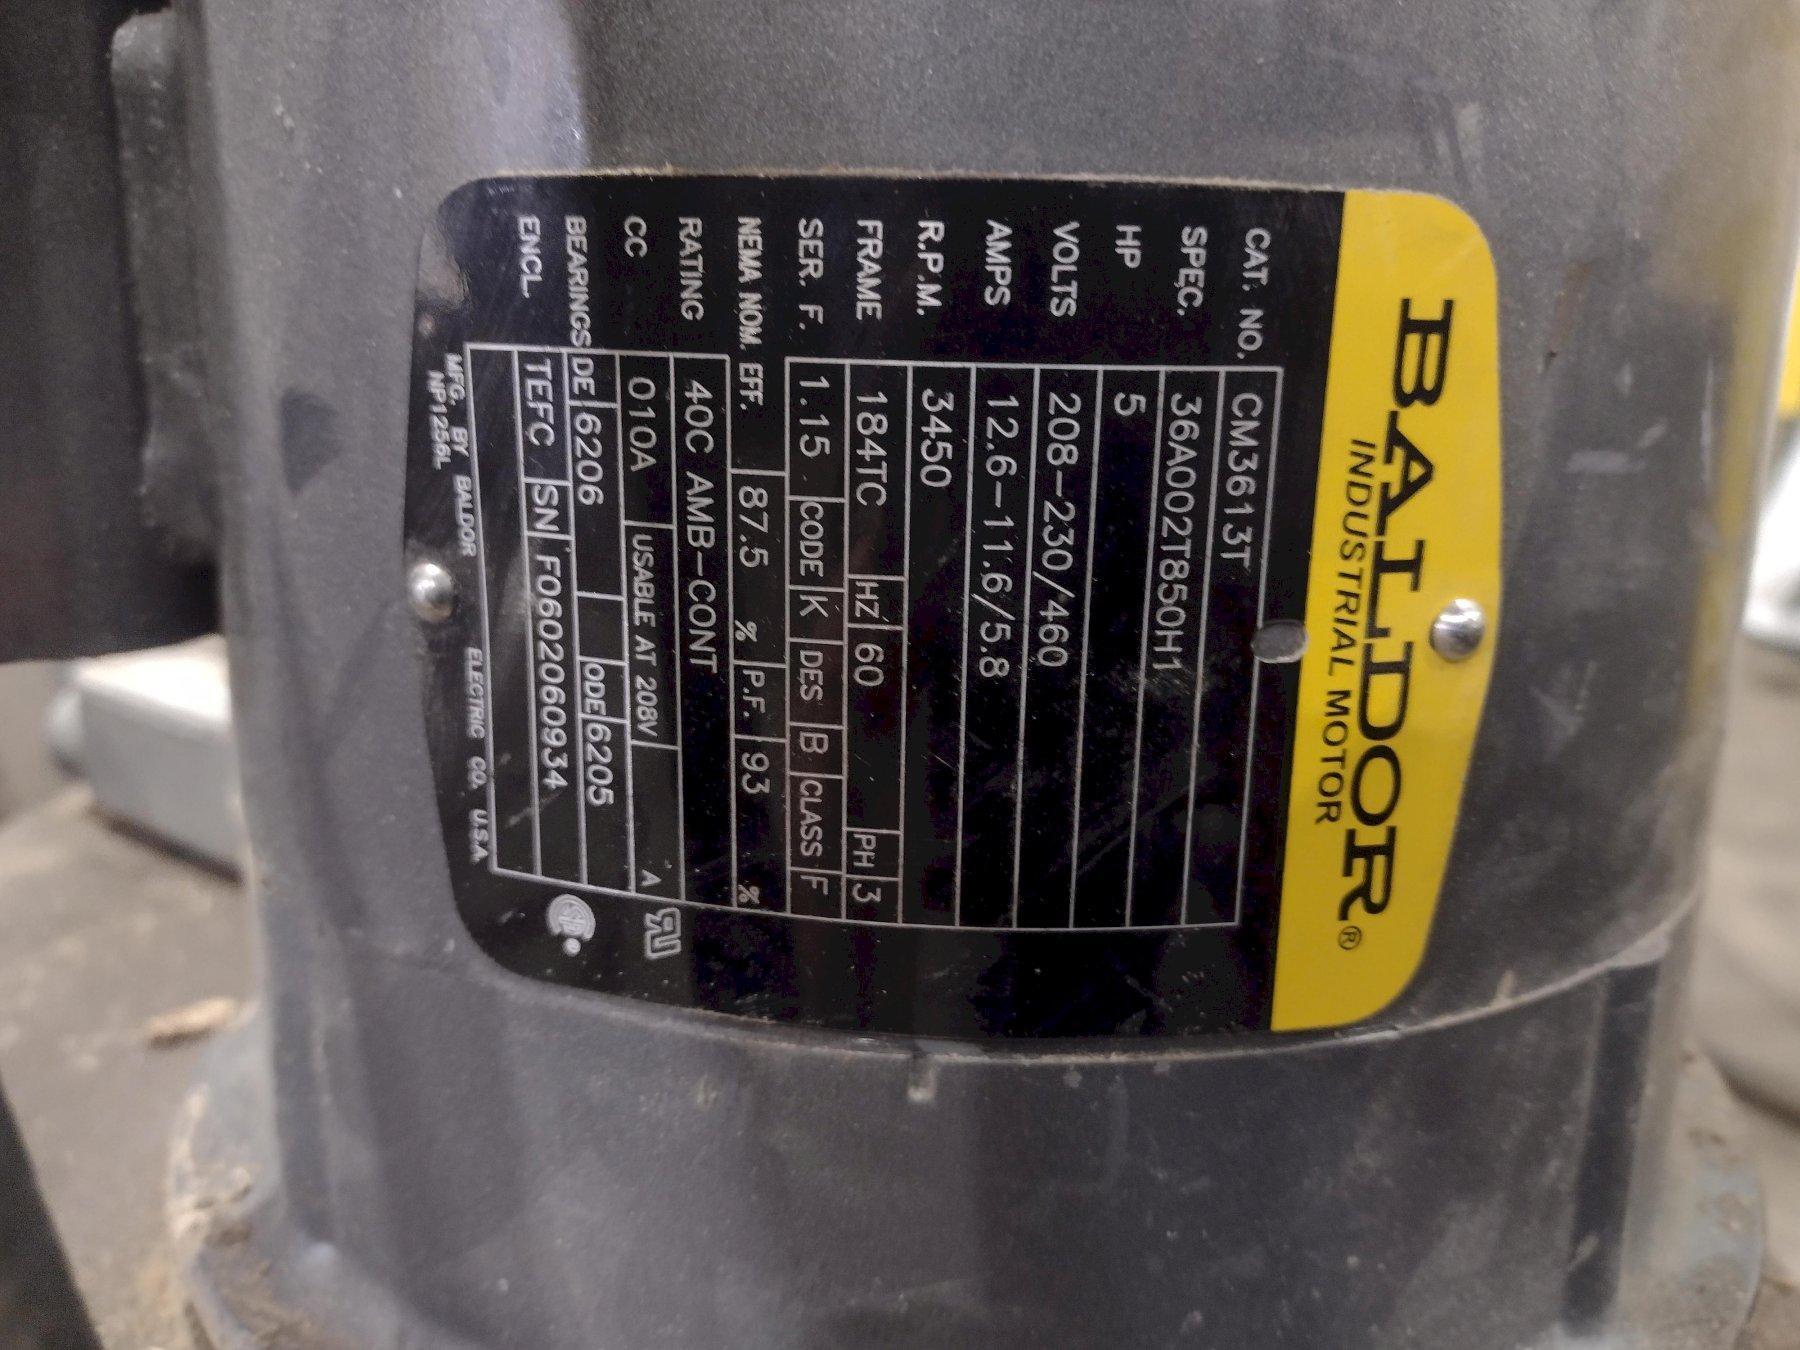 BALDOR®
INDUSTRIAL MOTOR
CAT. NO. CM3613T
SPEC. 36A002T850H1
HP 5
VOLTS 208-230/460
AMPS 12.6-11.6/5.8
R.P.M. 3450
FRAME 184TC HZ 60 PH 3
SER. F. 1.15 CODE K DES B CLASS F
NEMA NOM. EFF. 87.5 % P.F. 93 %
RATING 40C AMB-CONT
CC 010A USABLE AT 208V A
BEARINGS DE 6206 ODE 6205
ENCL. TEFC SN F0602060934
MFG. BY BALDOR ELECTRIC CO. U.S.A.
NP1256L